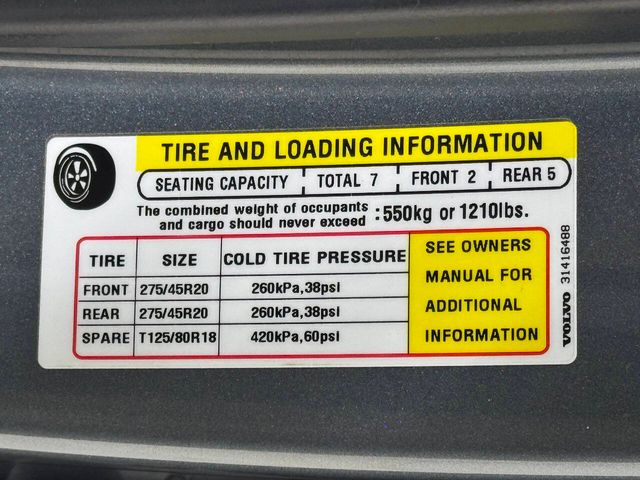 TIRE AND LOADING INFORMATION
SEATING CAPACITY TOTAL 7 FRONT 2 REAR 5
The combined weight of occupants
and cargo should never exceed :550kg or 1210lbs.
TIRE SIZE COLD TIRE PRESSURE
FRONT 275/45R20 260kPa,38psi
REAR 275/45R20 260kPa,38psi
SPARE T125/80R18 420kPa,60psi
SEE OWNERS
MANUAL FOR
ADDITIONAL
INFORMATION
VOLVO 31416488